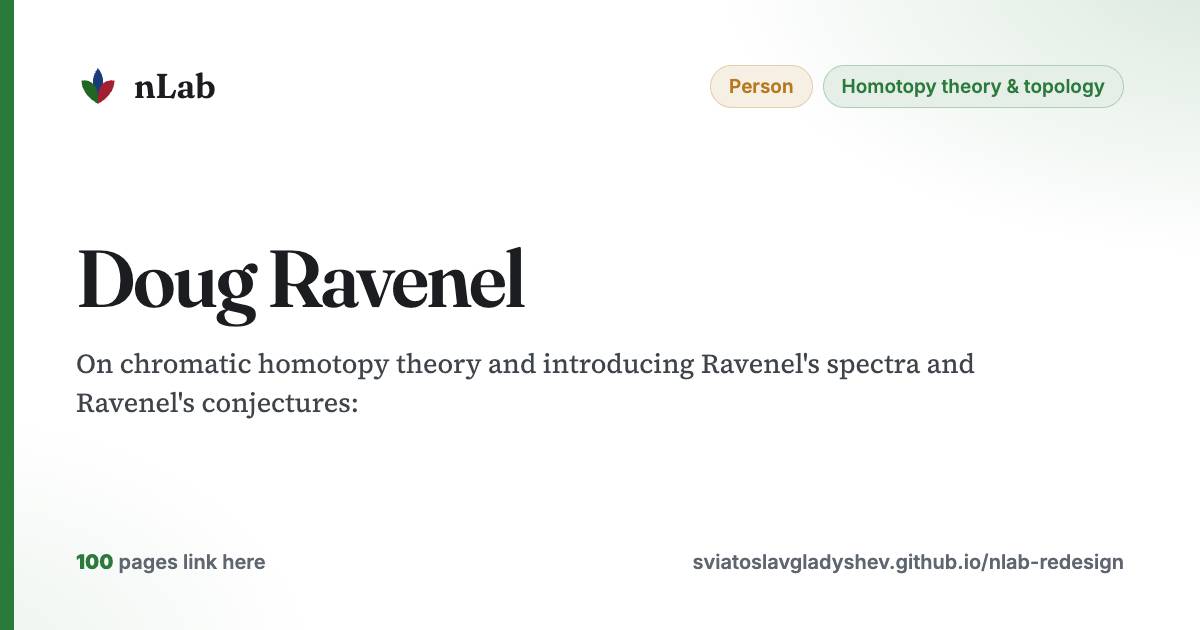 nLab
Person
Homotopy theory & topology
Doug Ravenel
On chromatic homotopy theory and introducing Ravenel's spectra and
Ravenel's conjectures:
100 pages link here
sviatoslavgladyshev.github.io/nlab-redesign